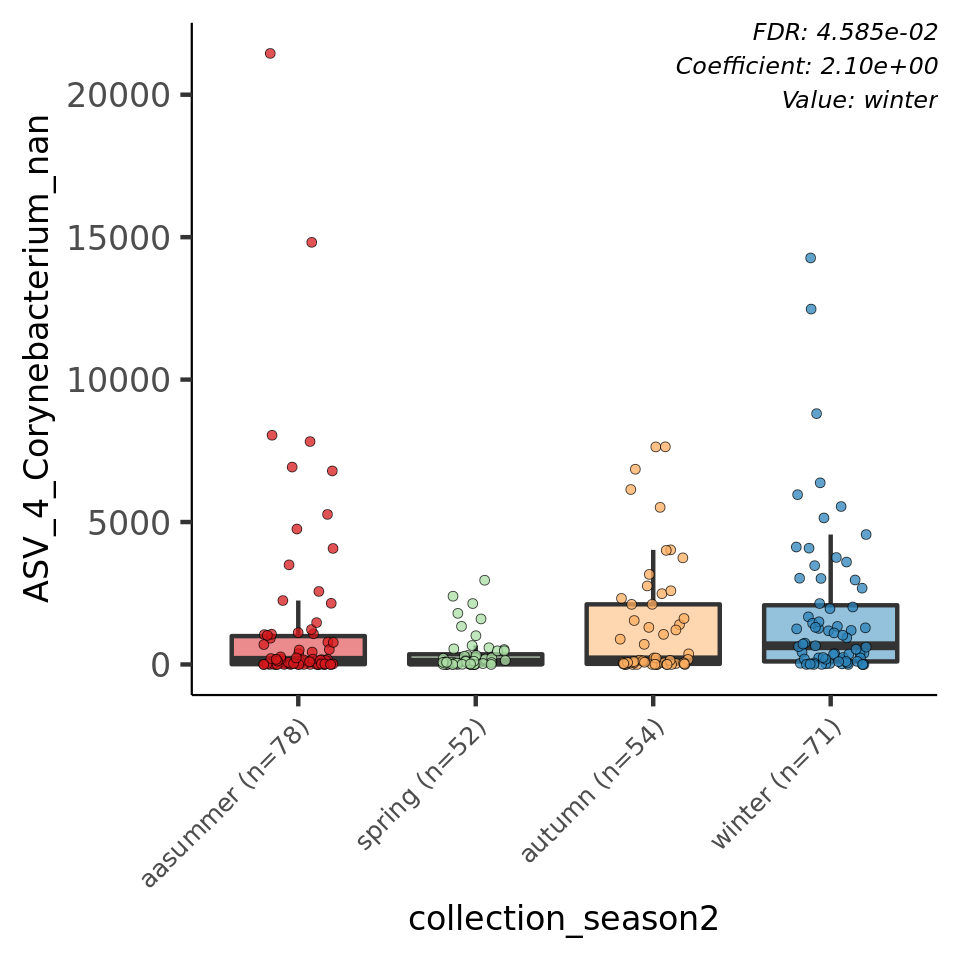 FDR: 4.585e-02
Coefficient: 2.10e+00
Value: winter
ASV_4_Corynebacterium_nan
20000
15000
10000
5000
0
aasummer (n=78)
spring (n=52)
autumn (n=54)
winter (n=71)
collection_season2